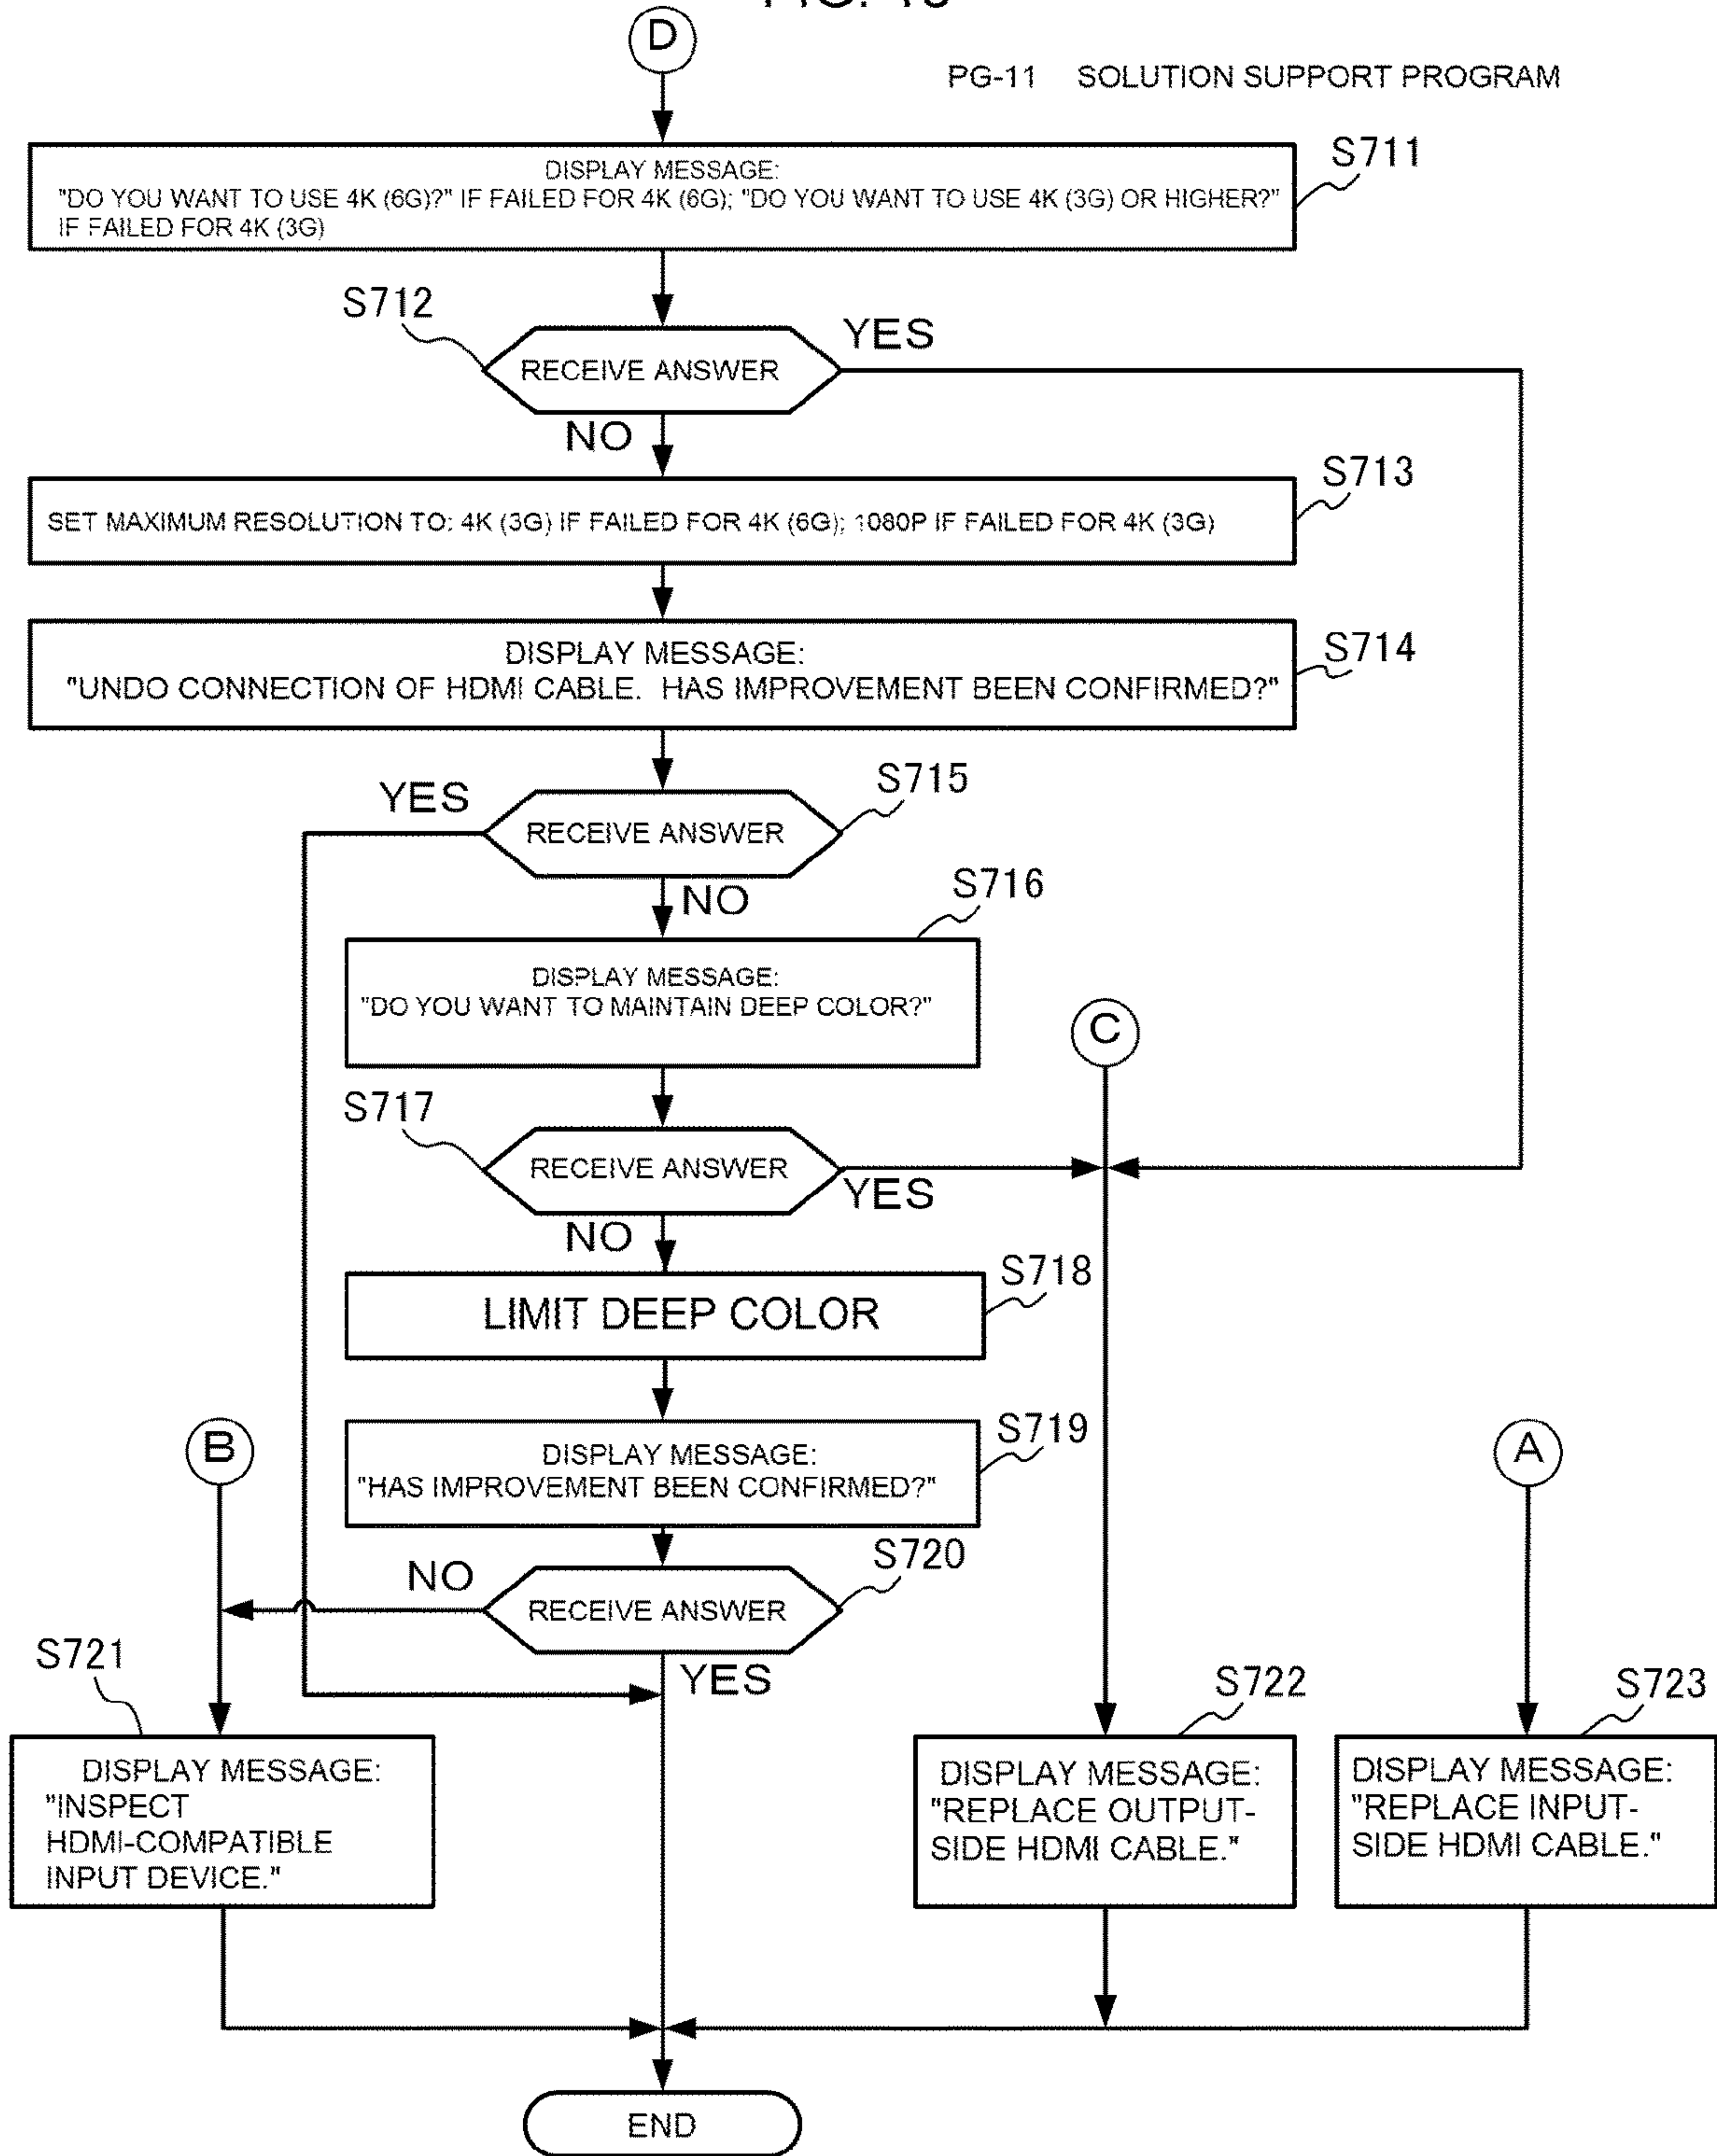 D
PG-11 SOLUTION SUPPORT PROGRAM
S711
DISPLAY MESSAGE:
"DO YOU WANT TO USE 4K (6G)?" IF FAILED FOR 4K (6G); "DO YOU WANT TO USE 4K (3G) OR HIGHER?"
IF FAILED FOR 4K (3G)
S712
YES
RECEIVE ANSWER
NO
S713
SET MAXIMUM RESOLUTION TO: 4K (3G) IF FAILED FOR 4K (6G); 1080P IF FAILED FOR 4K (3G)
S714
DISPLAY MESSAGE:
"UNDO CONNECTION OF HDMI CABLE. HAS IMPROVEMENT BEEN CONFIRMED?"
S715
YES
RECEIVE ANSWER
NO
S716
DISPLAY MESSAGE:
"DO YOU WANT TO MAINTAIN DEEP COLOR?"
C
S717
RECEIVE ANSWER
YES
NO
S718
LIMIT DEEP COLOR
B
S719
A
DISPLAY MESSAGE:
"HAS IMPROVEMENT BEEN CONFIRMED?"
S720
NO
RECEIVE ANSWER
YES
S721
DISPLAY MESSAGE:
"INSPECT
HDMI-COMPATIBLE
INPUT DEVICE."
S722
DISPLAY MESSAGE:
"REPLACE OUTPUT-
SIDE HDMI CABLE."
S723
DISPLAY MESSAGE:
"REPLACE INPUT-
SIDE HDMI CABLE."
END